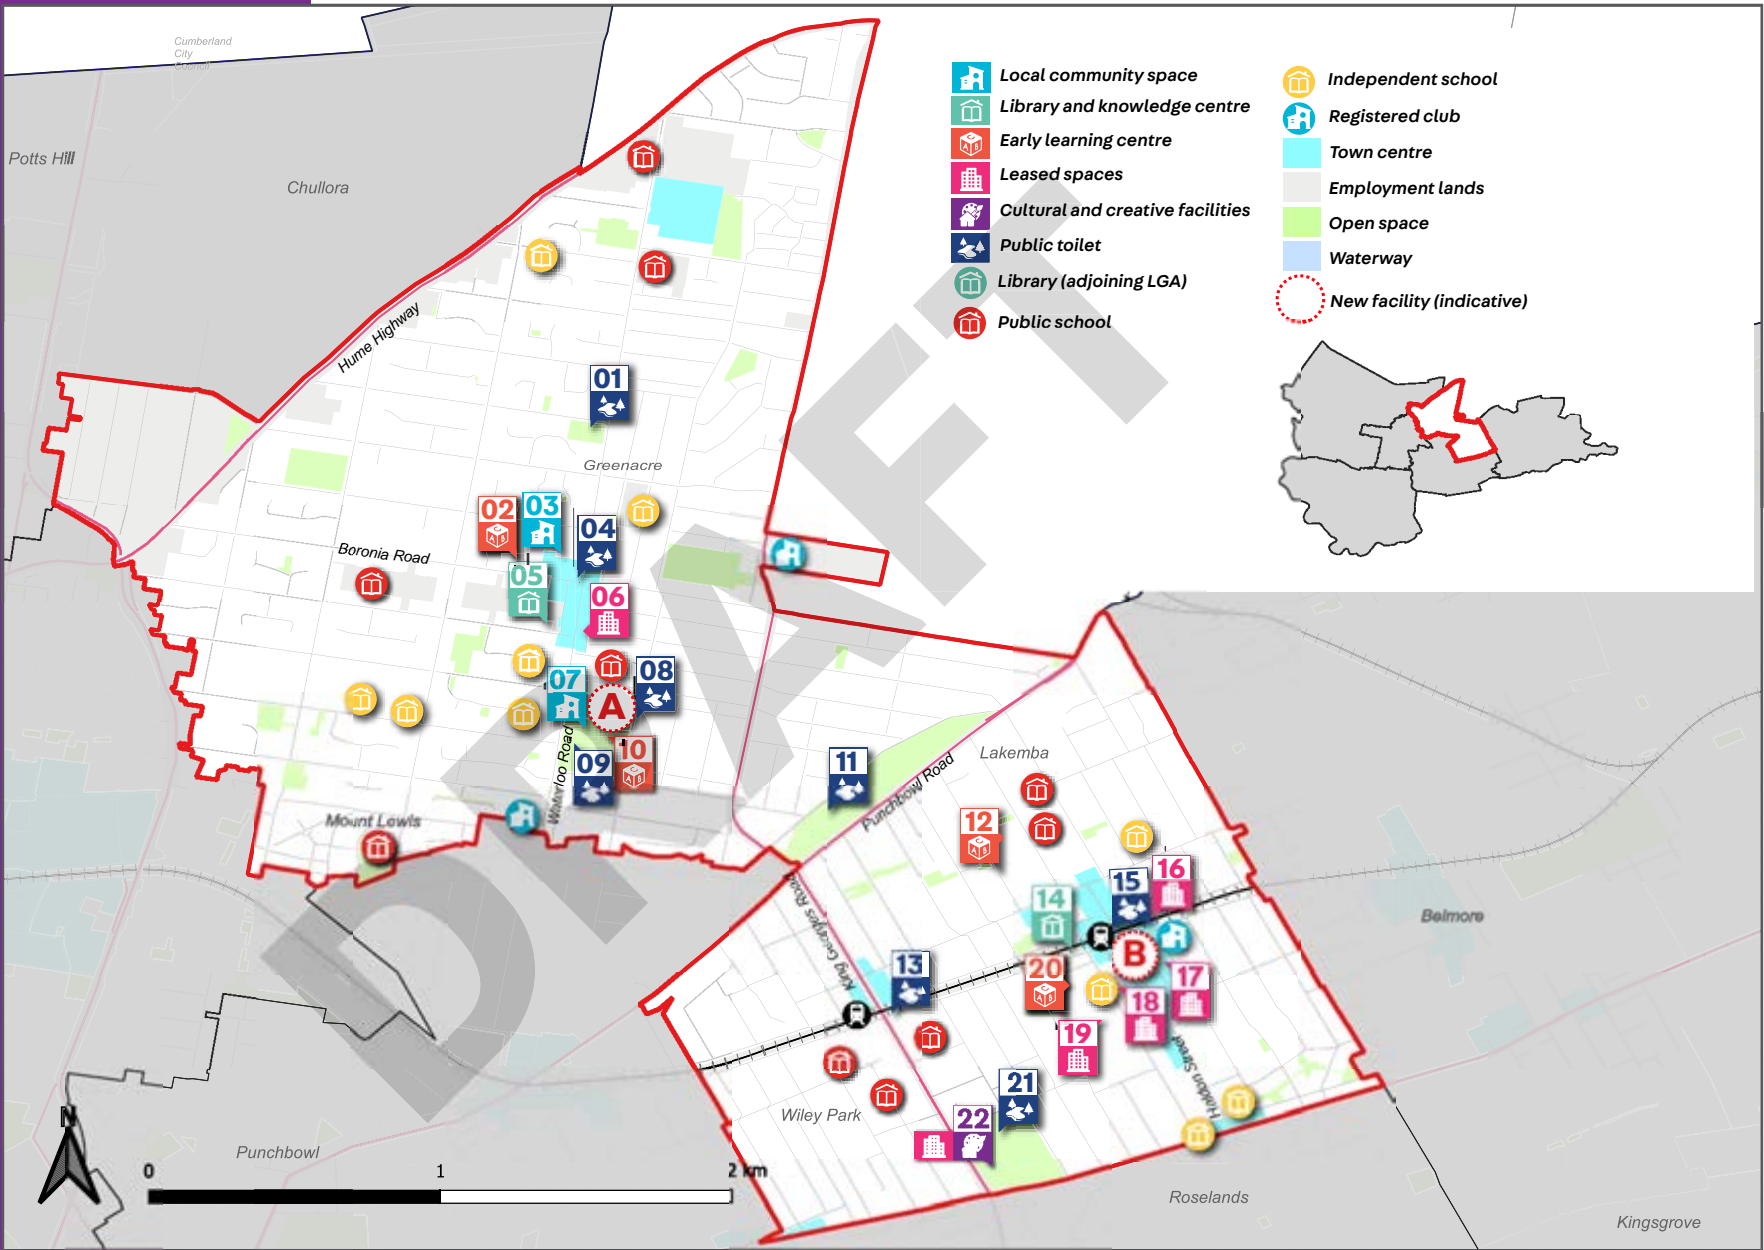 Cumberland
City
Council
Potts Hill
Chullora
Hume Highway
Local community space
Library and knowledge centre
Early learning centre
Leased spaces
Cultural and creative facilities
Public toilet
Library (adjoining LGA)
Public school
Independent school
Registered club
Town centre
Employment lands
Open space
Waterway
New facility (indicative)
01
Greenacre
02
03
04
Boronia Road
05
06
07
08
A
Waterloo Road
09
10
Mount Lewis
11
Lakemba
Punchbowl Road
12
King Georges Road
13
14
15
16
B
17
18
19
20
Haldon Street
21
22
Wiley Park
Belmore
Punchbowl
Roselands
Kingsgrove
N
0
1
2 km
DRAFT